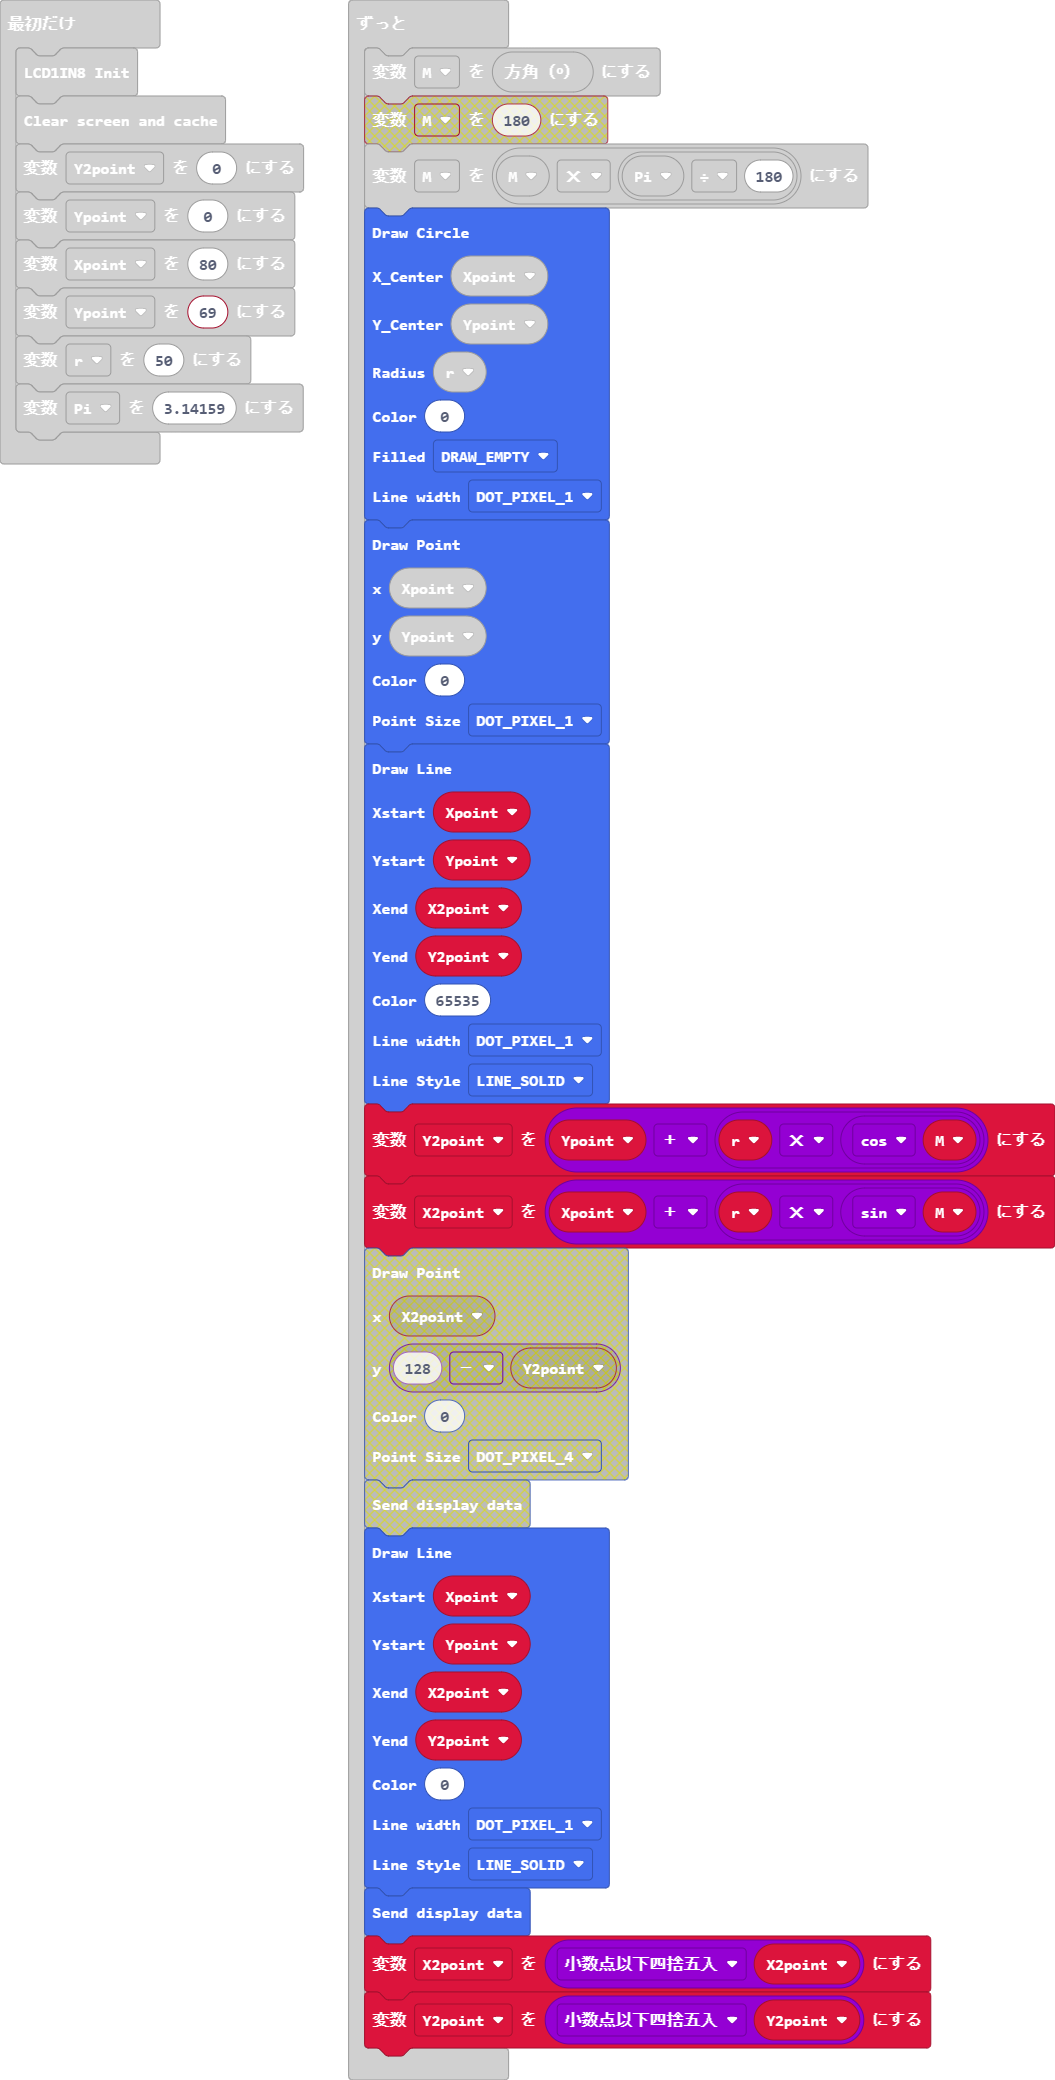 最初だけ
LCD1IN8 Init
Clear screen and cache
変数 Y2point を 0 にする
変数 Ypoint を 0 にする
変数 Xpoint を 80 にする
変数 Ypoint を 69 にする
変数 r を 50 にする
変数 Pi を 3.14159 にする
ずっと
変数 M を 方角 (°) にする
変数 M を 180 にする
変数 M を M × Pi ÷ 180 にする
Draw Circle
X_Center Xpoint
Y_Center Ypoint
Radius r
Color 0
Filled DRAW_EMPTY
Line width DOT_PIXEL_1
Draw Point
x Xpoint
y Ypoint
Color 0
Point Size DOT_PIXEL_1
Draw Line
Xstart Xpoint
Ystart Ypoint
Xend X2point
Yend Y2point
Color 65535
Line width DOT_PIXEL_1
Line Style LINE_SOLID
変数 Y2point を Ypoint + r × cos M にする
変数 X2point を Xpoint + r × sin M にする
Draw Point
x X2point
y 128 - Y2point
Color 0
Point Size DOT_PIXEL_4
Send display data
Draw Line
Xstart Xpoint
Ystart Ypoint
Xend X2point
Yend Y2point
Color 0
Line width DOT_PIXEL_1
Line Style LINE_SOLID
Send display data
変数 X2point を 小数点以下四捨五入 X2point にする
変数 Y2point を 小数点以下四捨五入 Y2point にする